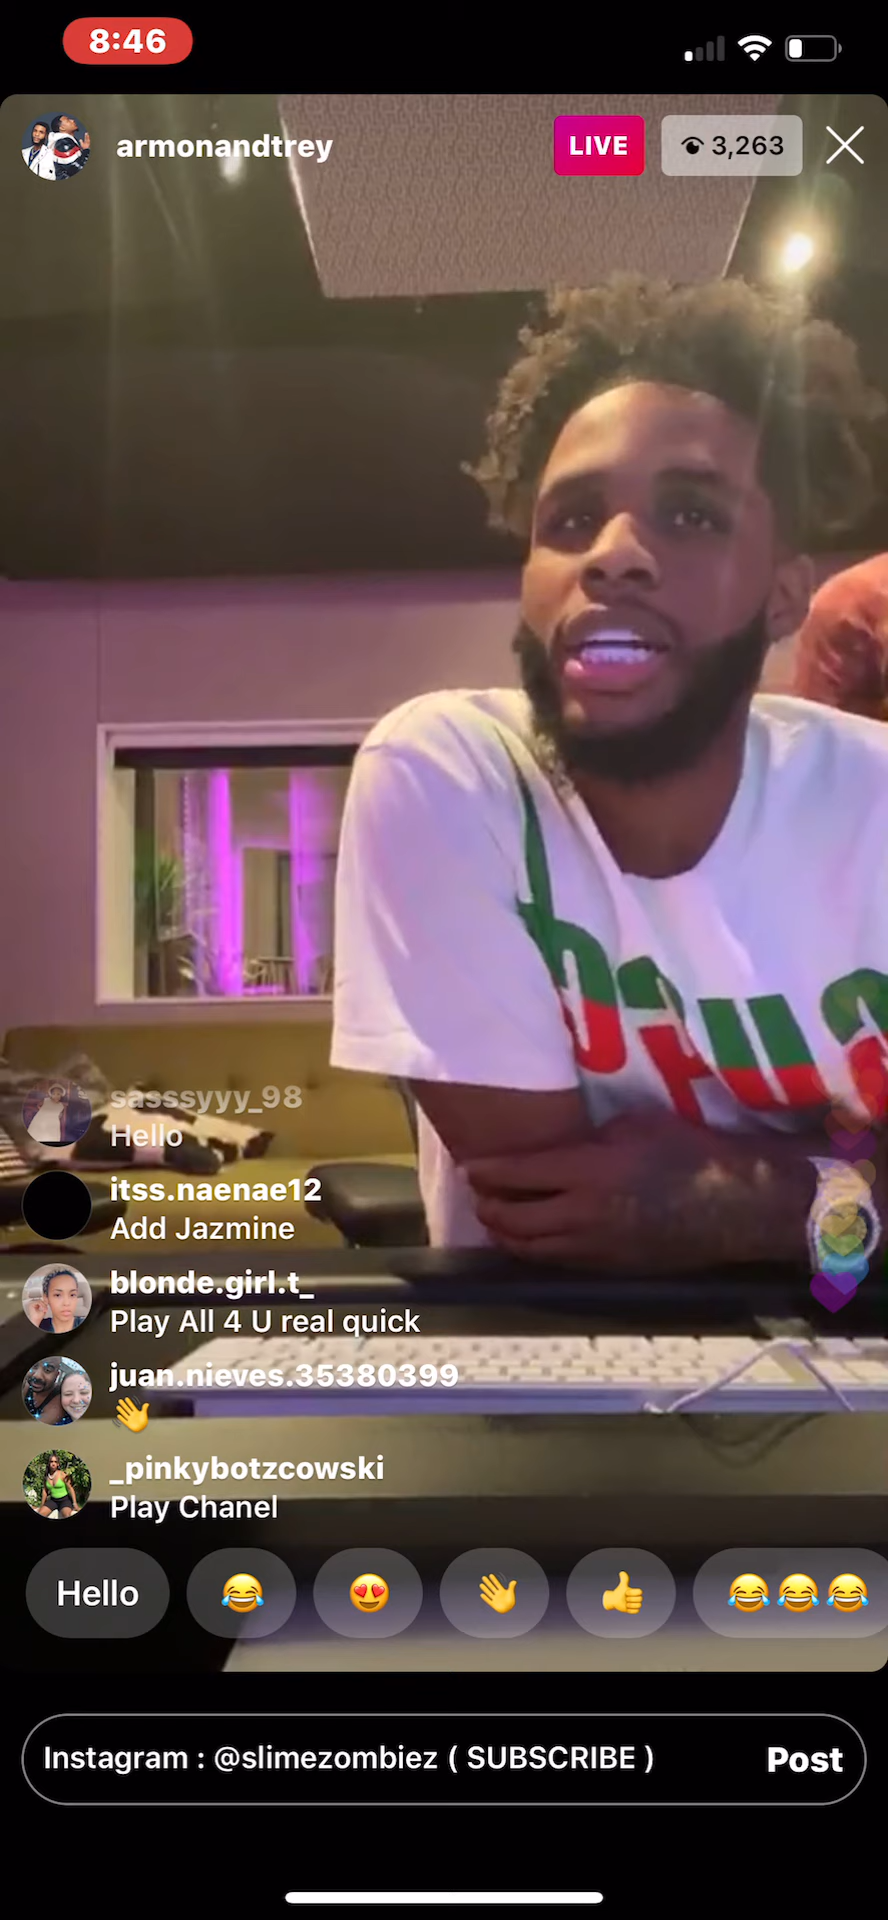 8:46
armonandtrey
LIVE
3,263
sasssyyy_98
Hello
itss.naenae12
Add Jazmine
blonde.girl.t_
Play All 4 U real quick
juan.nieves.35380399
👋
_pinkybotzcowski
Play Chanel
Hello 😂 😍 👋 👍 😂😂😂
Instagram : @slimezombiez ( SUBSCRIBE )
Post